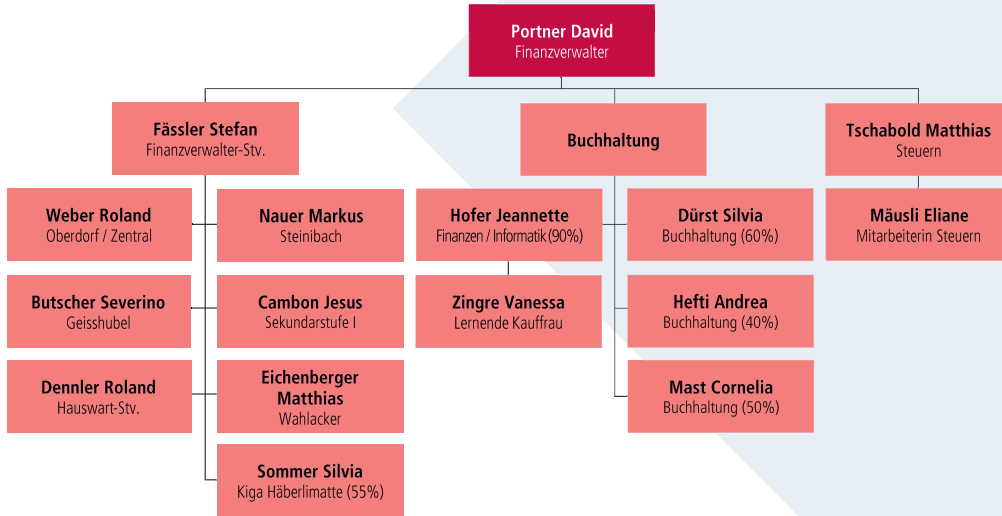 Portner David
Finanzverwalter
Fässler Stefan
Finanzverwalter-Stv.
Buchhaltung
Tschabold Matthias
Steuern
Weber Roland
Oberdorf / Zentral
Nauer Markus
Steinibach
Hofer Jeannette
Finanzen / Informatik (90%)
Dürst Silvia
Buchhaltung (60%)
Mäusli Eliane
Mitarbeiterin Steuern
Butscher Severino
Geisshubel
Cambon Jesus
Sekundarstufe I
Zingre Vanessa
Lernende Kauffrau
Hefti Andrea
Buchhaltung (40%)
Dennler Roland
Hauswart-Stv.
Eichenberger
Matthias
Wahlacker
Mast Cornelia
Buchhaltung (50%)
Sommer Silvia
Kiga Häberlimatte (55%)